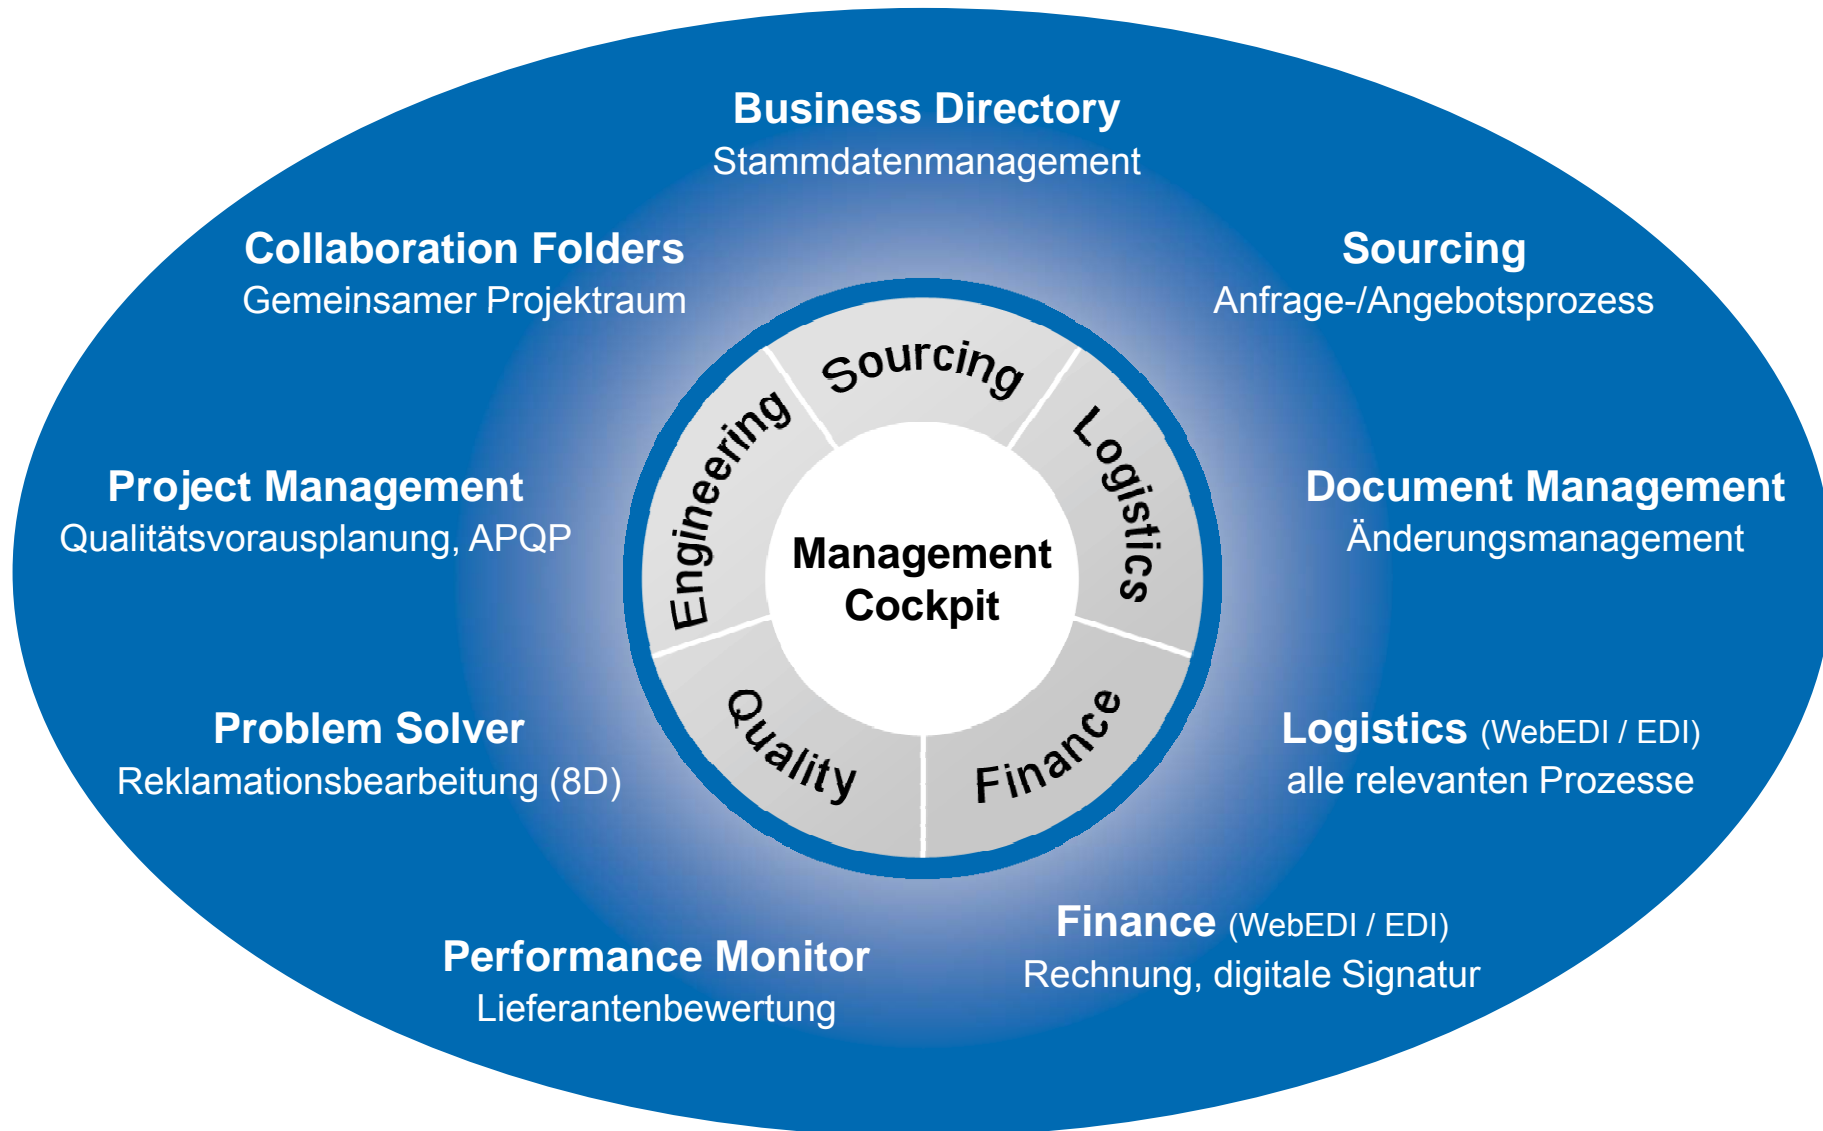 Business Directory
Stammdatenmanagement
Collaboration Folders
Gemeinsamer Projektraum
Sourcing
Anfrage-/Angebotsprozess
Project Management
Qualitätsvorausplanung, APQP
Document Management
Änderungsmanagement
Problem Solver
Reklamationsbearbeitung (8D)
Logistics (WebEDI / EDI)
alle relevanten Prozesse
Performance Monitor
Lieferantenbewertung
Finance (WebEDI / EDI)
Rechnung, digitale Signatur
Engineering
Sourcing
Logistics
Quality
Finance
Management
Cockpit